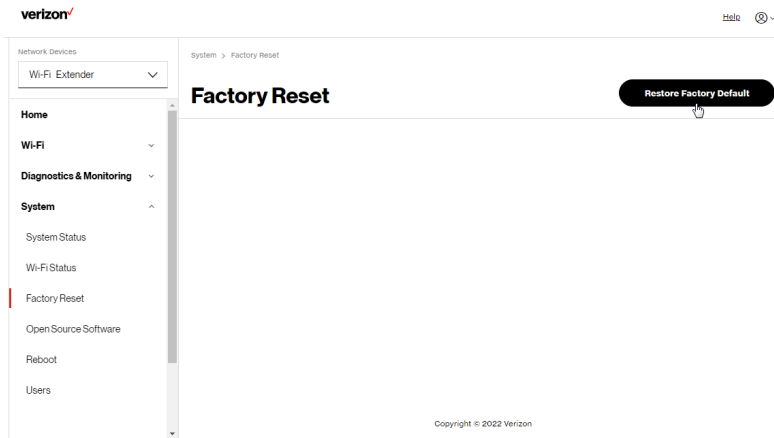 verizon
Help
Network Devices
Wi-Fi Extender
System > Factory Reset
Factory Reset
Restore Factory Default
Home
Wi-Fi
Diagnostics & Monitoring
System
System Status
Wi-Fi Status
Factory Reset
Open Source Software
Reboot
Users
Copyright © 2022 Verizon